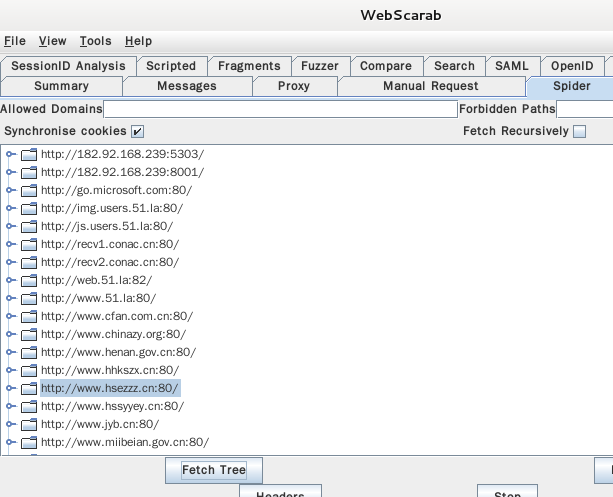 WebScarab
File View Tools Help
SessionID Analysis Scripted Fragments Fuzzer Compare Search SAML OpenID
Summary Messages Proxy Manual Request Spider
Allowed Domains Forbidden Paths
Synchronise cookies Fetch Recursively
http://182.92.168.239:5303/
http://182.92.168.239:8001/
http://go.microsoft.com:80/
http://img.users.51.la:80/
http://js.users.51.la:80/
http://recv1.conac.cn:80/
http://recv2.conac.cn:80/
http://web.51.la:82/
http://www.51.la:80/
http://www.cfan.com.cn:80/
http://www.chinazy.org:80/
http://www.henan.gov.cn:80/
http://www.hhkszx.cn:80/
http://www.hsezzz.cn:80/
http://www.hssyyey.cn:80/
http://www.jyb.cn:80/
http://www.miibeian.gov.cn:80/
Fetch Tree
Headers Stop